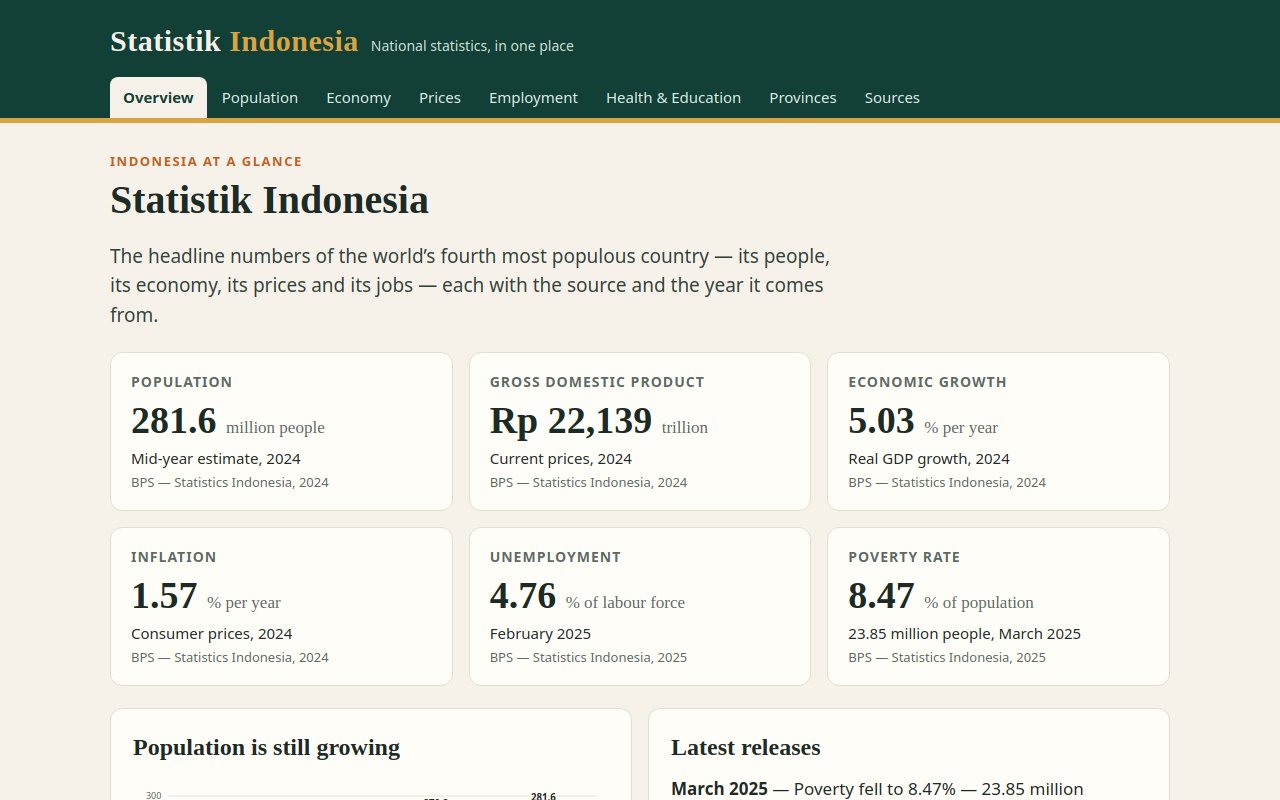 Statistik Indonesia National statistics, in one place
Overview Population Economy Prices Employment Health & Education Provinces Sources
INDONESIA AT A GLANCE
Statistik Indonesia
The headline numbers of the world’s fourth most populous country — its people,
its economy, its prices and its jobs — each with the source and the year it comes
from.
POPULATION
281.6 million people
Mid-year estimate, 2024
BPS — Statistics Indonesia, 2024
GROSS DOMESTIC PRODUCT
Rp 22,139 trillion
Current prices, 2024
BPS — Statistics Indonesia, 2024
ECONOMIC GROWTH
5.03 % per year
Real GDP growth, 2024
BPS — Statistics Indonesia, 2024
INFLATION
1.57 % per year
Consumer prices, 2024
BPS — Statistics Indonesia, 2024
UNEMPLOYMENT
4.76 % of labour force
February 2025
BPS — Statistics Indonesia, 2025
POVERTY RATE
8.47 % of population
23.85 million people, March 2025
BPS — Statistics Indonesia, 2025
Population is still growing
300
281.6
Latest releases
March 2025 — Poverty fell to 8.47% — 23.85 million